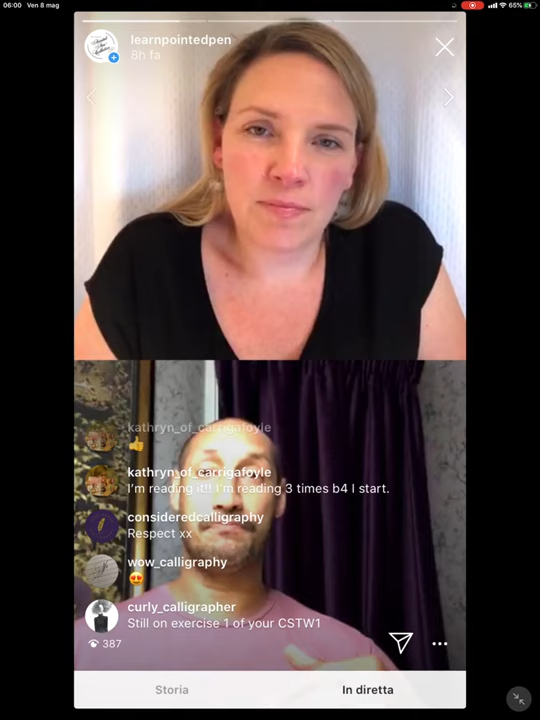 06:00 Ven 8 mag
65%
learnpointedpen
8h fa
kathryn_of_carrigafoyle
kathryn_of_carrigafoyle
I'm reading it!! I'm reading 3 times b4 I start.
consideredcalligraphy
Respect xx
wow_calligraphy
curly_calligrapher
Still on exercise 1 of your CSTW1
387
Storia
In diretta